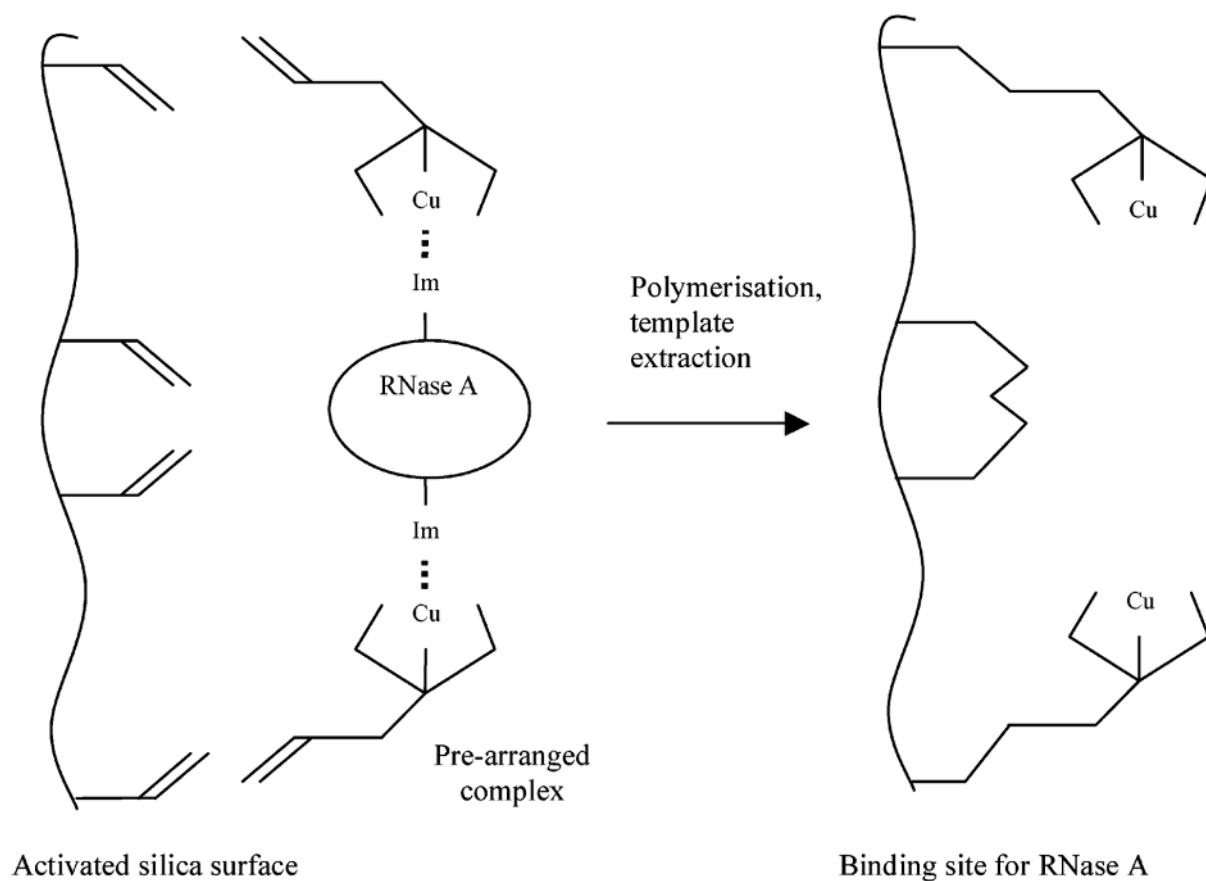 Cu
Im
RNase A
Im
Cu
Pre-arranged
complex
Activated silica surface
Polymerisation,
template
extraction
Cu
Cu
Binding site for RNase A